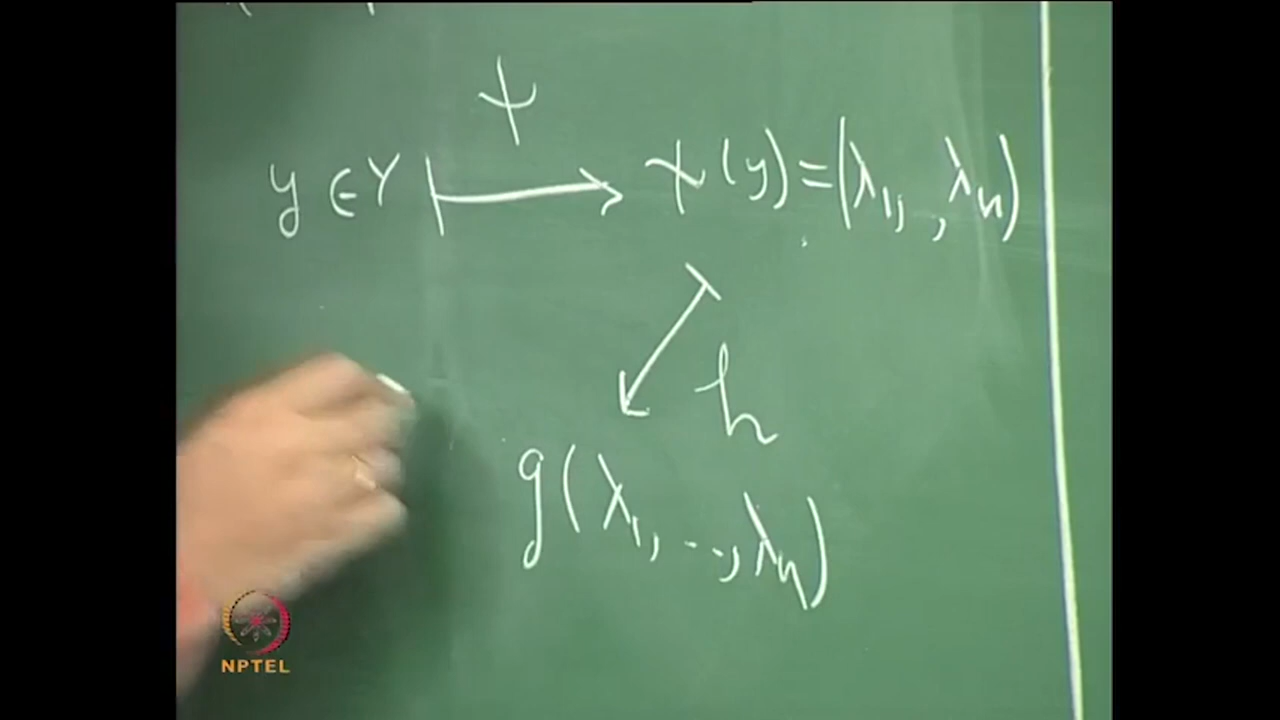 ψ
y ∈ Y ⟼ ψ(y) = (λ₁, , λₙ)
h
g(λ₁, .., λₙ)
NPTEL